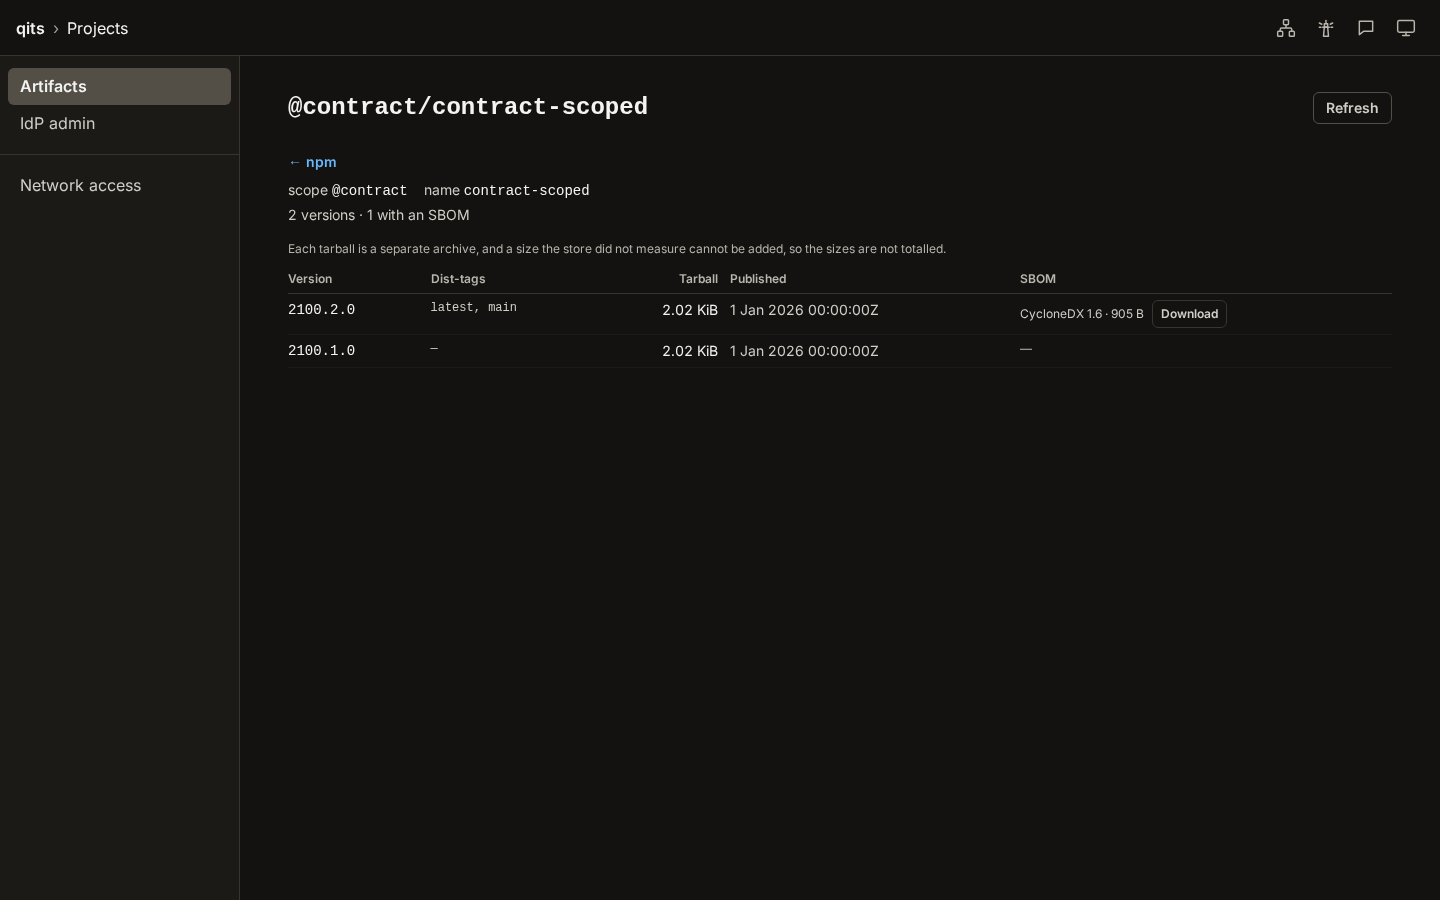 qits › Projects
Artifacts
IdP admin
Network access
@contract/contract-scoped
Refresh
← npm
scope @contract name contract-scoped
2 versions · 1 with an SBOM
Each tarball is a separate archive, and a size the store did not measure cannot be added, so the sizes are not totalled.
Version Dist-tags Tarball Published SBOM
2100.2.0 latest, main 2.02 KiB 1 Jan 2026 00:00:00Z CycloneDX 1.6 · 905 B Download
2100.1.0 — 2.02 KiB 1 Jan 2026 00:00:00Z —